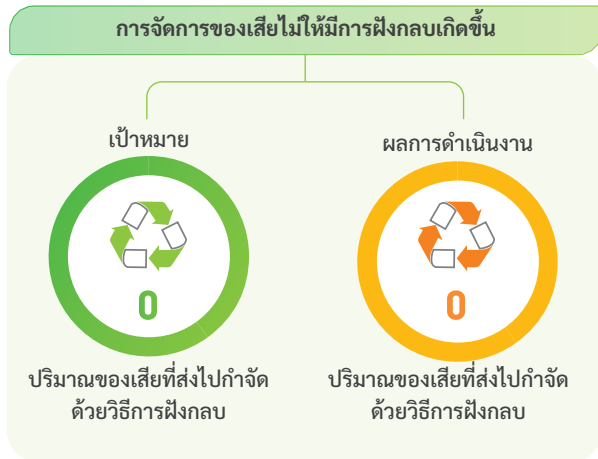 การจัดการของเสียไม่ให้มีการฝังกลบเกิดขึ้น
เป้าหมาย
0
ปริมาณของเสียที่ส่งไปกำจัด
ด้วยวิธีการฝังกลบ
ผลการดำเนินงาน
0
ปริมาณของเสียที่ส่งไปกำจัด
ด้วยวิธีการฝังกลบ